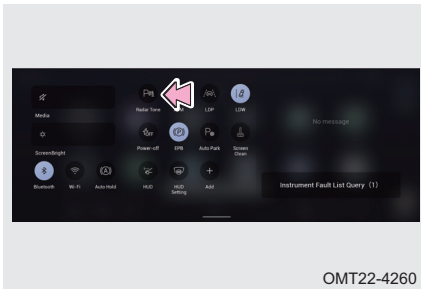 Radar Tone
LDP
LDW
Media
No message
Power-off
EPB
Auto Park
Screen
Clean
ScreenBright
Bluetooth
Wi-Fi
Auto Hold
HUD
HUD
Setting
Add
Instrument Fault List Query (1)
OMT22-4260